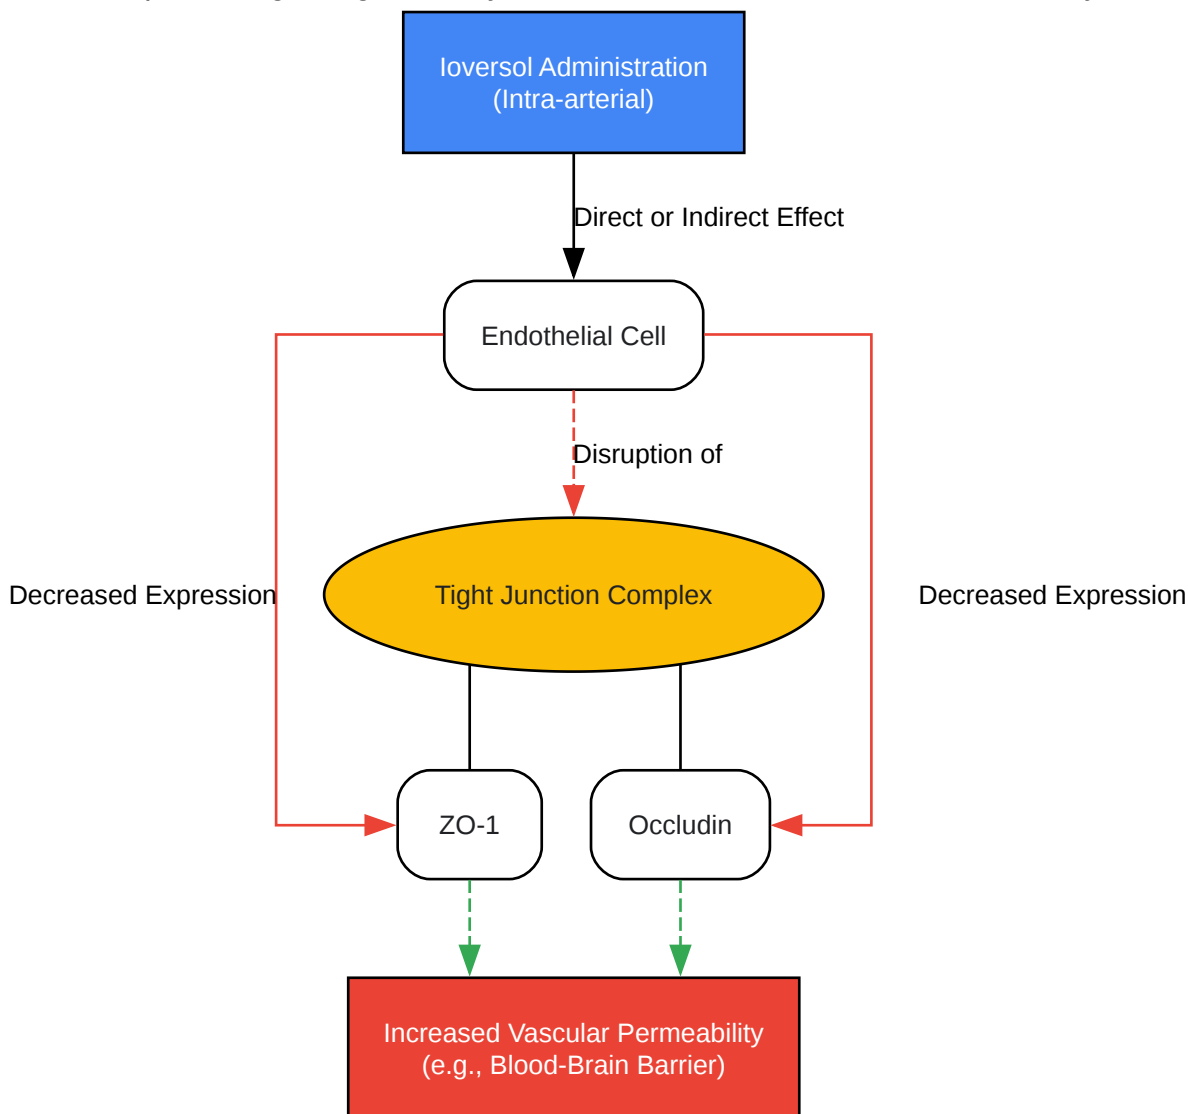 Ioversol Administration
(Intra-arterial)
Direct or Indirect Effect
Endothelial Cell
Disruption of
Decreased Expression
Tight Junction Complex
Decreased Expression
ZO-1
Occludin
Increased Vascular Permeability
(e.g., Blood-Brain Barrier)